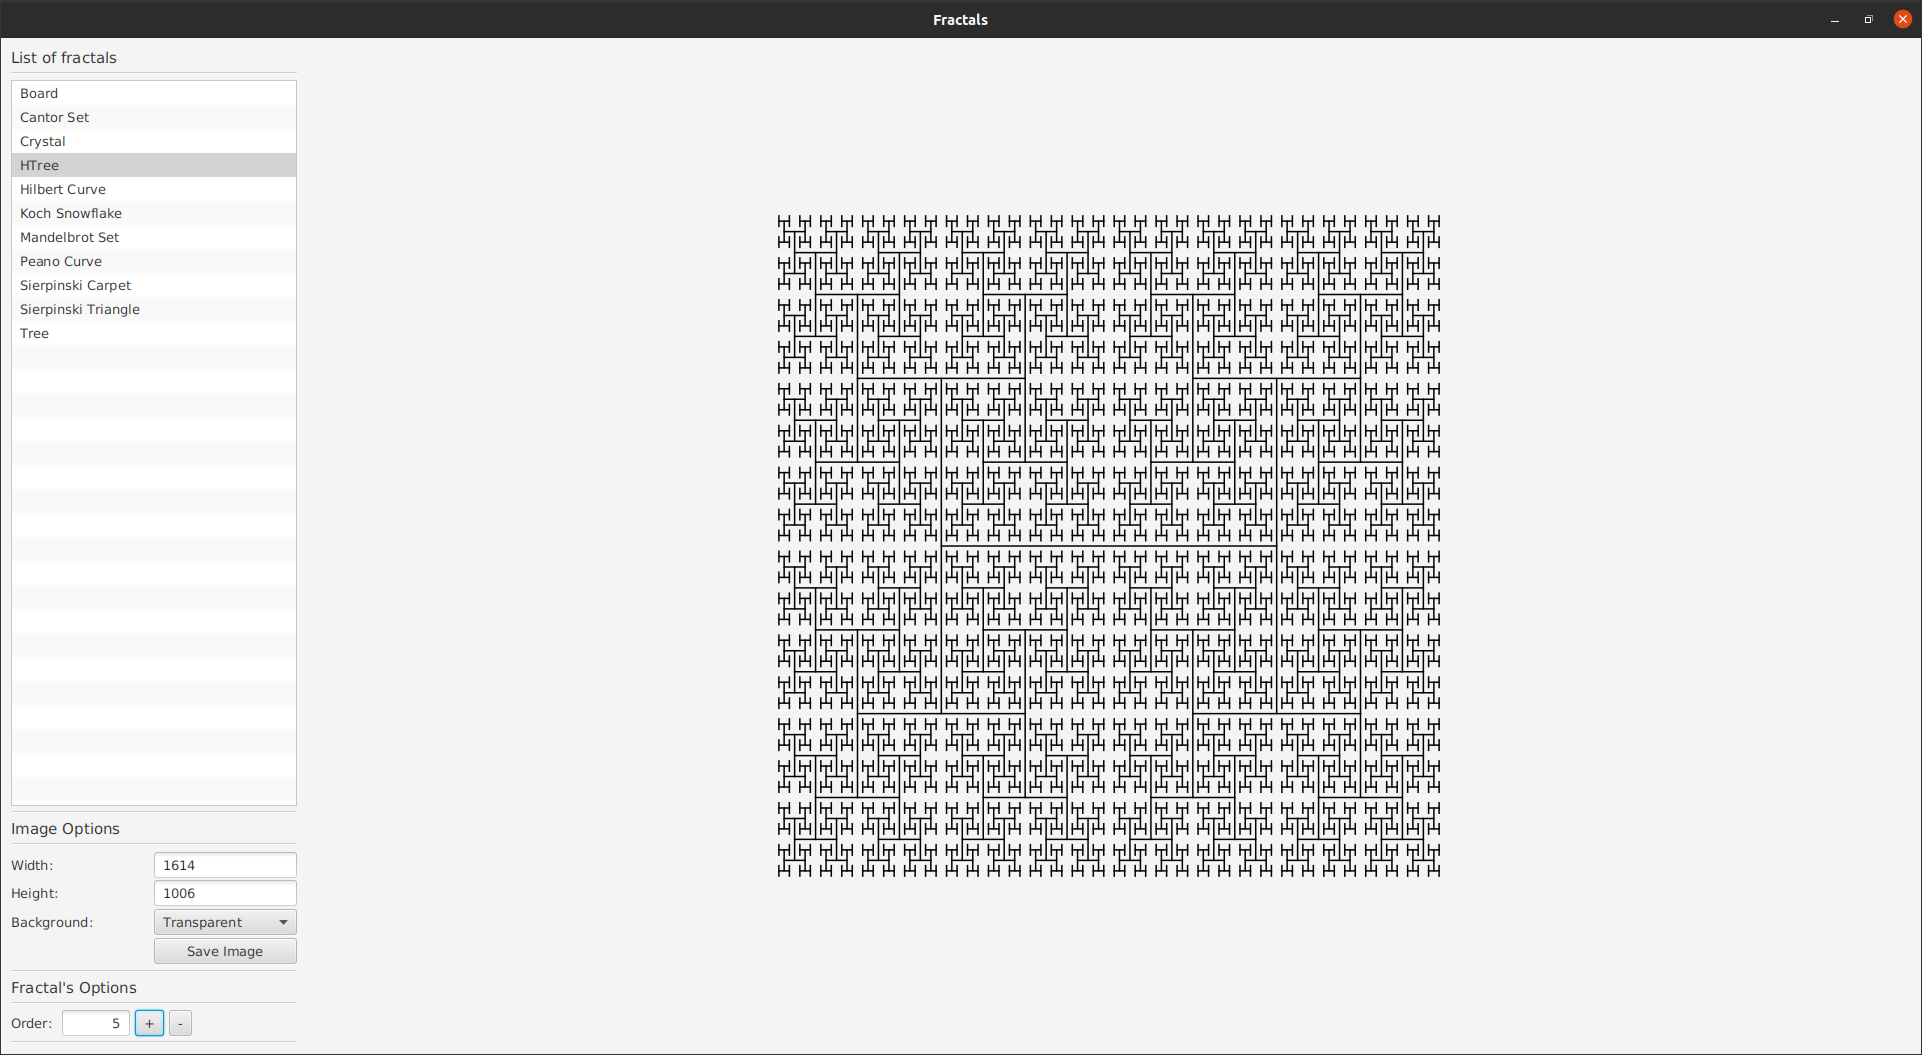 Fractals
List of fractals
Board
Cantor Set
Crystal
HTree
Hilbert Curve
Koch Snowflake
Mandelbrot Set
Peano Curve
Sierpinski Carpet
Sierpinski Triangle
Tree
Image Options
Width: 1614
Height: 1006
Background: Transparent
Save Image
Fractal's Options
Order: 5 + -